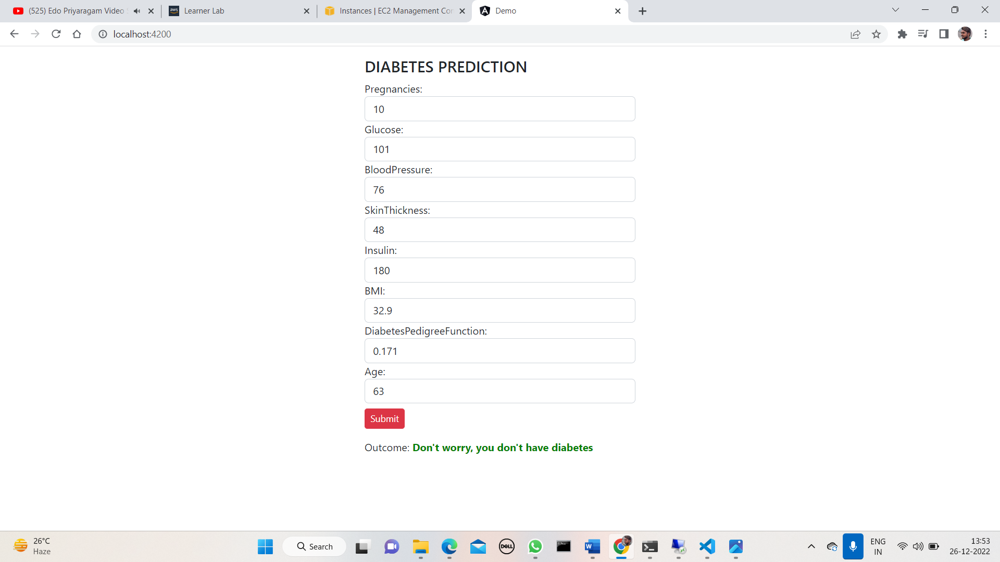 (525) Edo Priyaragam Video
Learner Lab
Instances | EC2 Management Con
Demo
localhost:4200
DIABETES PREDICTION
Pregnancies:
10
Glucose:
101
BloodPressure:
76
SkinThickness:
48
Insulin:
180
BMI:
32.9
DiabetesPedigreeFunction:
0.171
Age:
63
Submit
Outcome: Don't worry, you don't have diabetes
26°C
Haze
Search
DELL
ENG
IN
13:53
26-12-2022